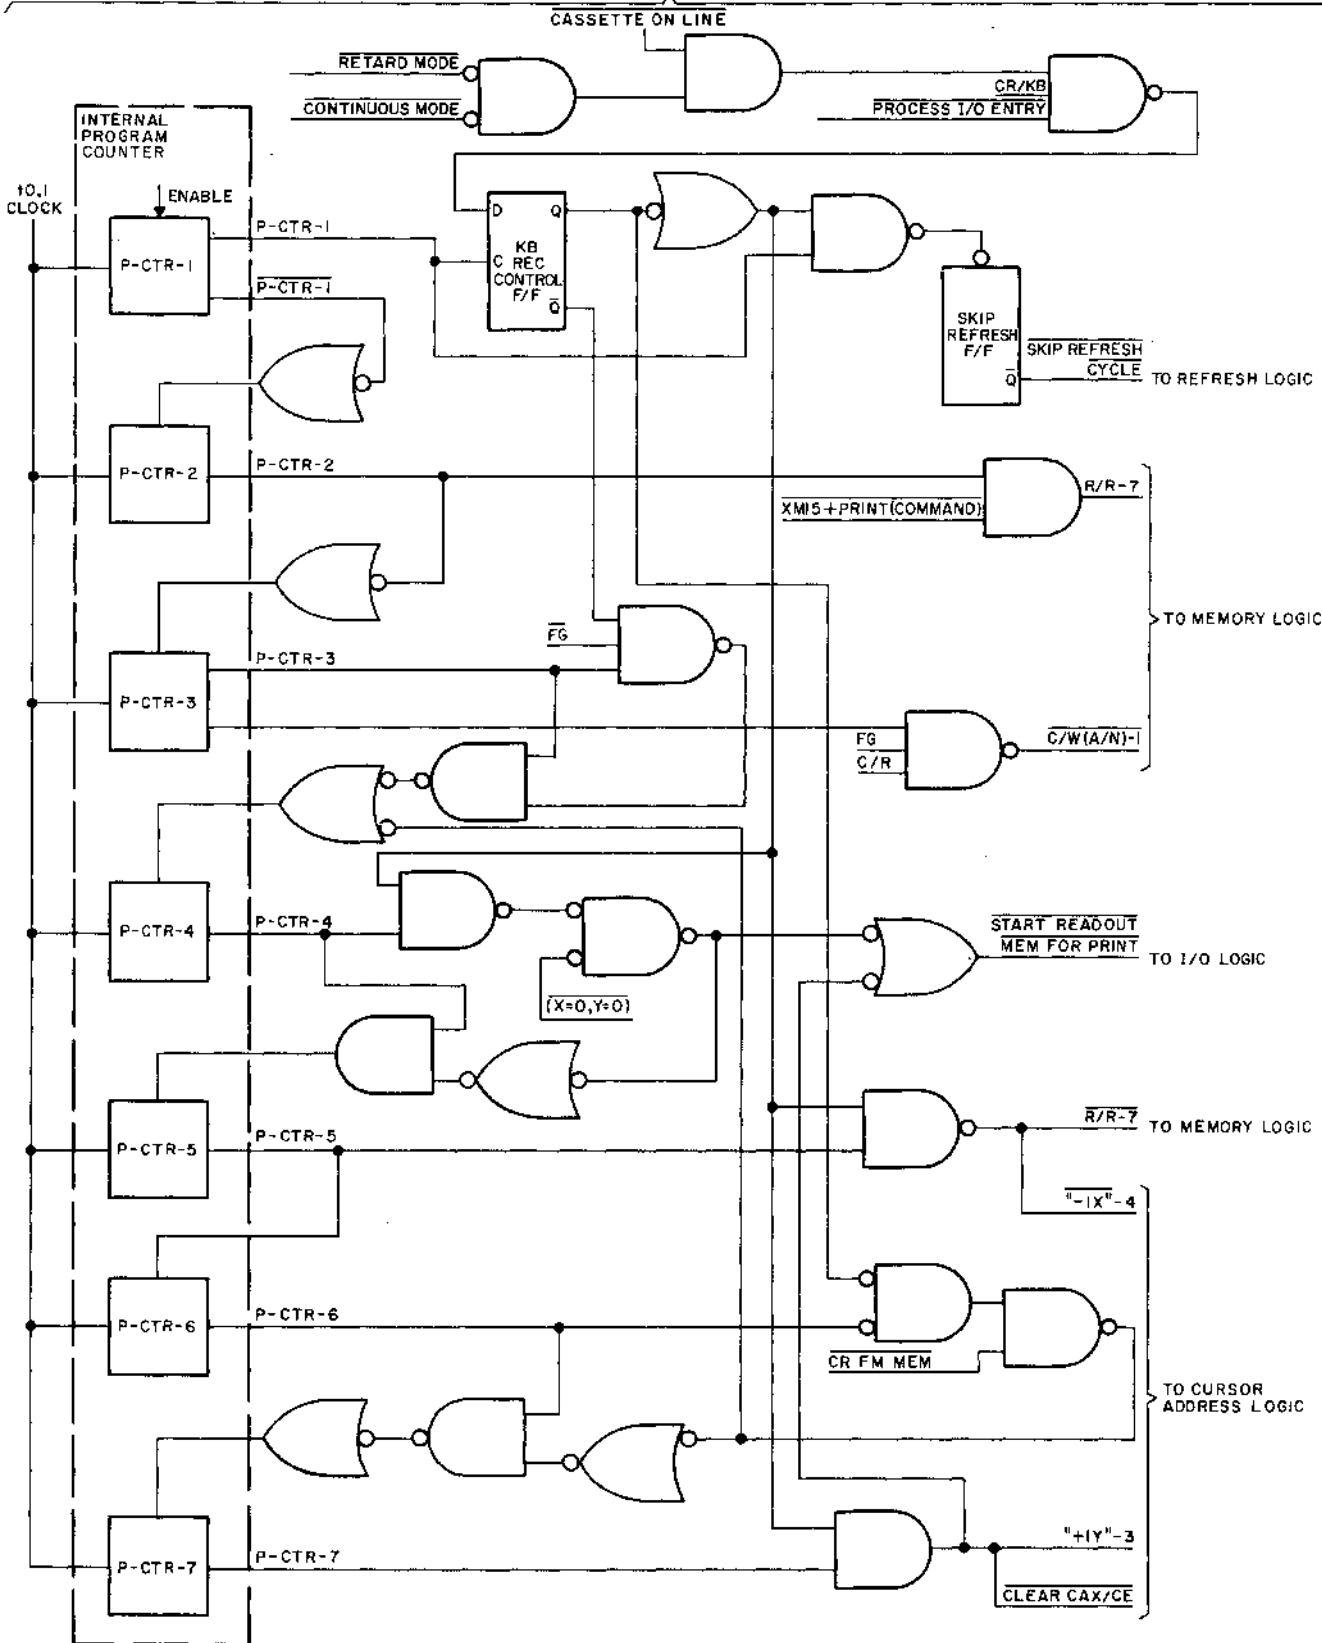 CASSETTE ON LINE
RETARD MODE
CONTINUOUS MODE
CR/KB
PROCESS I/O ENTRY
INTERNAL
PROGRAM
COUNTER
t0.1
CLOCK
ENABLE
P-CTR-1
P-CTR-1
P-CTR-1
D
Q
KB
C REC
CONTROL
F/F
Q
SKIP
REFRESH
F/F
Q
SKIP REFRESH
CYCLE
TO REFRESH LOGIC
P-CTR-2
P-CTR-2
XM15+PRINT(COMMAND)
R/R-7
TO MEMORY LOGIC
FG
P-CTR-3
P-CTR-3
FG
C/R
C/W(A/N)-1
P-CTR-4
P-CTR-4
(X=0,Y=0)
START READOUT
MEM FOR PRINT
TO I/O LOGIC
P-CTR-5
P-CTR-5
R/R-7
TO MEMORY LOGIC
"-1X"-4
P-CTR-6
P-CTR-6
CR FM MEM
TO CURSOR
ADDRESS LOGIC
P-CTR-7
P-CTR-7
"+1Y"-3
CLEAR CAX/CE